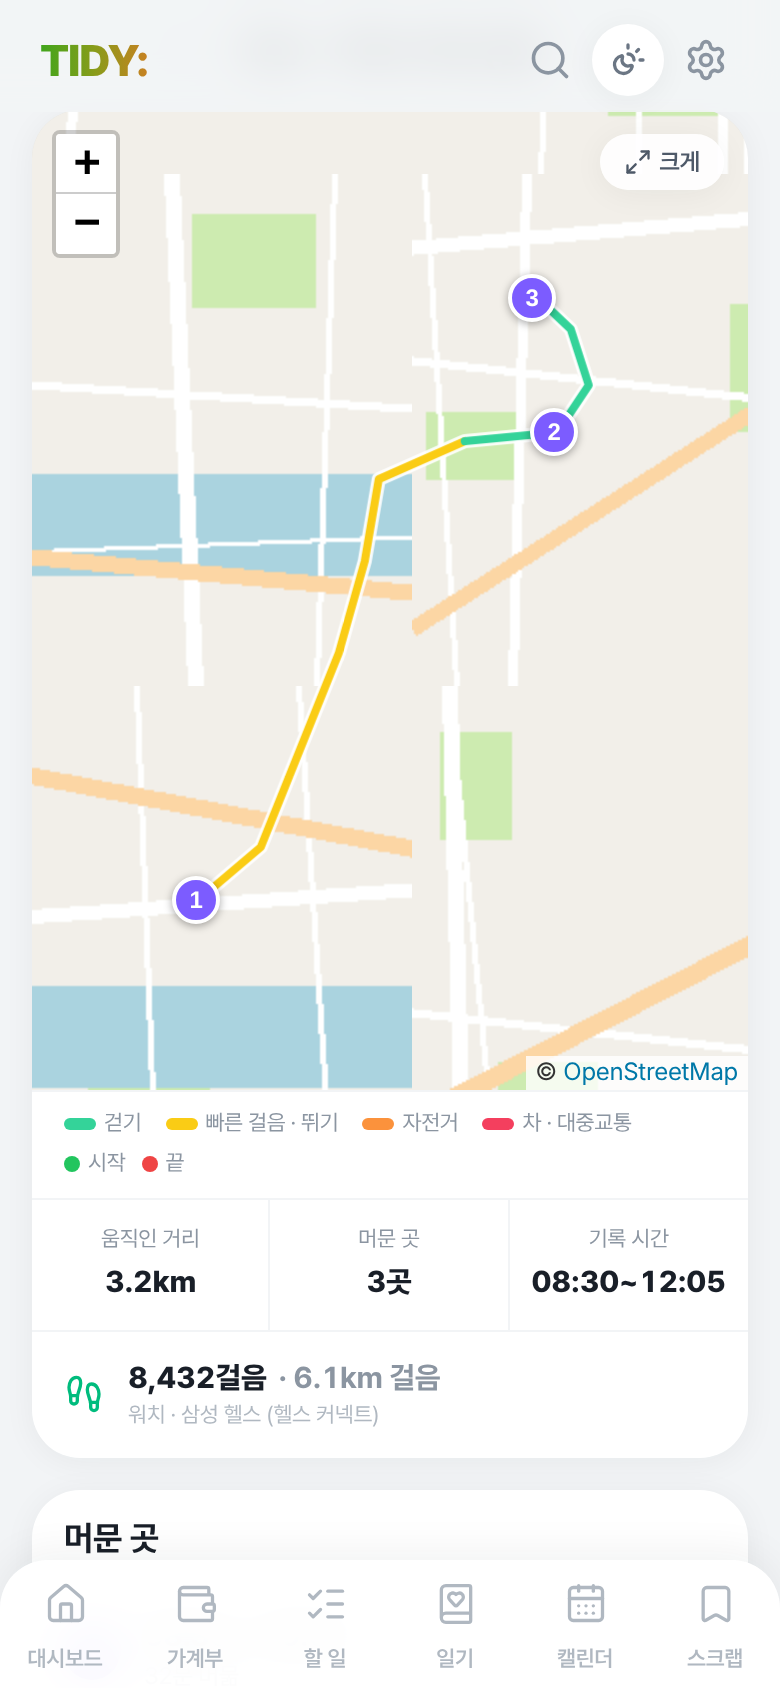 TIDY:
+
크게
−
3
2
1
© OpenStreetMap
걷기 빠른 걸음 · 뛰기 자전거 차 · 대중교통
시작 끝
움직인 거리 머문 곳 기록 시간
3.2km 3곳 08:30~12:05
8,432걸음 · 6.1km 걸음
워치 · 삼성 헬스 (헬스 커넥트)
머문 곳
대시보드 가계부 할 일 일기 캘린더 스크랩